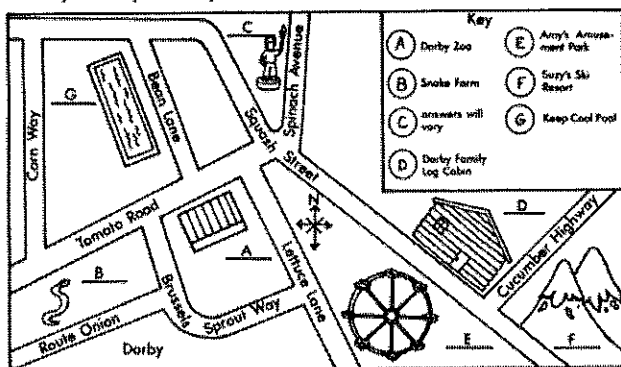 Key
A Dorby Zoo
B Snake Farm
C answers will
vary
D Darby Family
Log Cabin
E Amy's Amuse-
ment Park
F Suzy's Ski
Resort
G Keep Cool Pool
C
G
Corn Way
Bean Lane
Squash Street
Spinach Avenue
N
D
Tomato Road
Cucumber Highway
B
A
Lettuce Lane
Brussels Sprout Way
Route Onion
Dorby
E
F